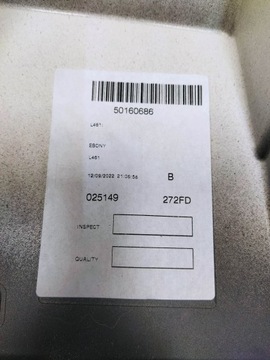 50160686
L461
EBONY
L461
12/09/2022 21:06:56 B
025149 272FD
INSPECT
QUALITY